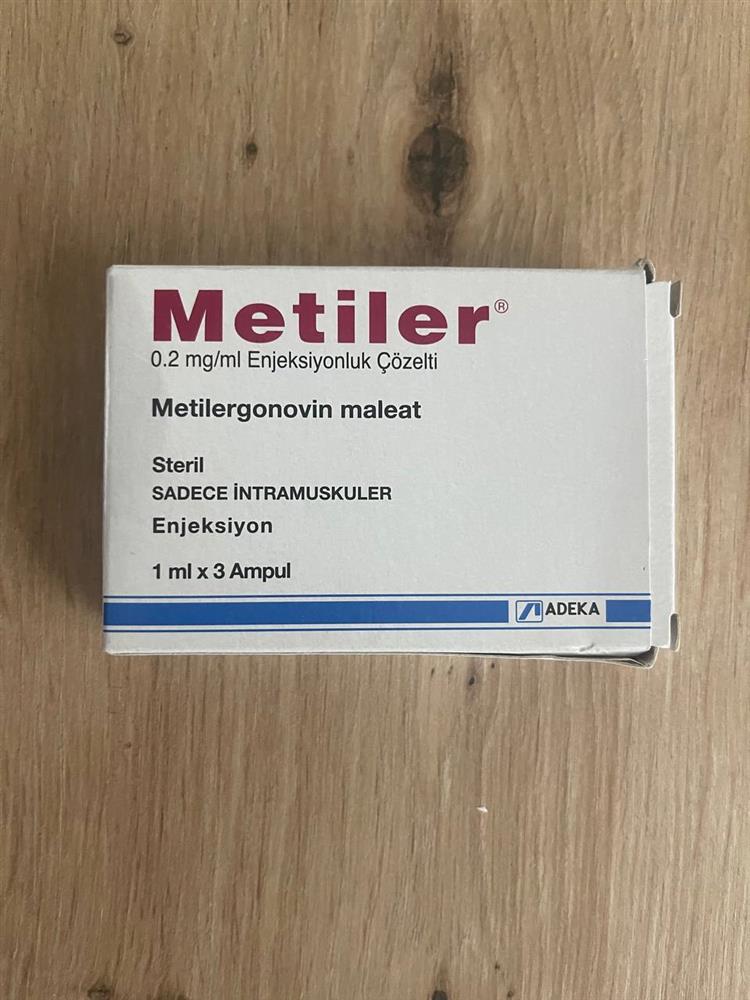 Metiler®
0.2 mg/ml Enjeksiyonluk Çözelti
Metilergonovin maleat
Steril
SADECE İNTRAMUSKULER
Enjeksiyon
1 ml x 3 Ampul
ADEKA